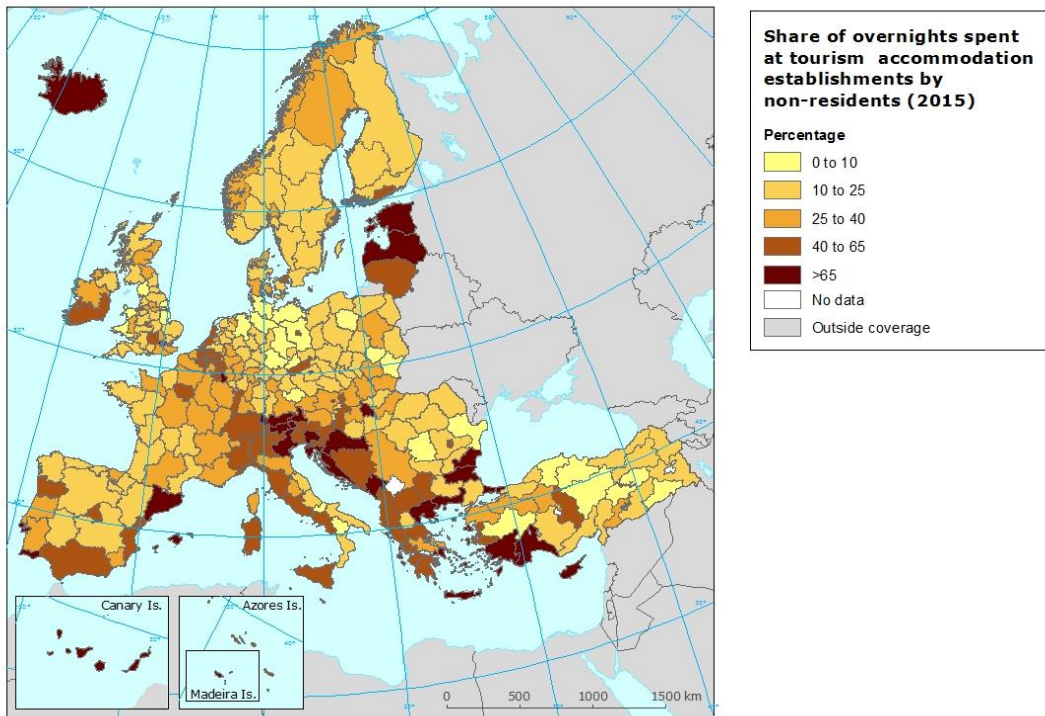 Share of overnights spent
at tourism accommodation
establishments by
non-residents (2015)
Percentage
0 to 10
10 to 25
25 to 40
40 to 65
>65
No data
Outside coverage
Canary Is.
Azores Is.
Madeira Is.
0 500 1000 1500 km